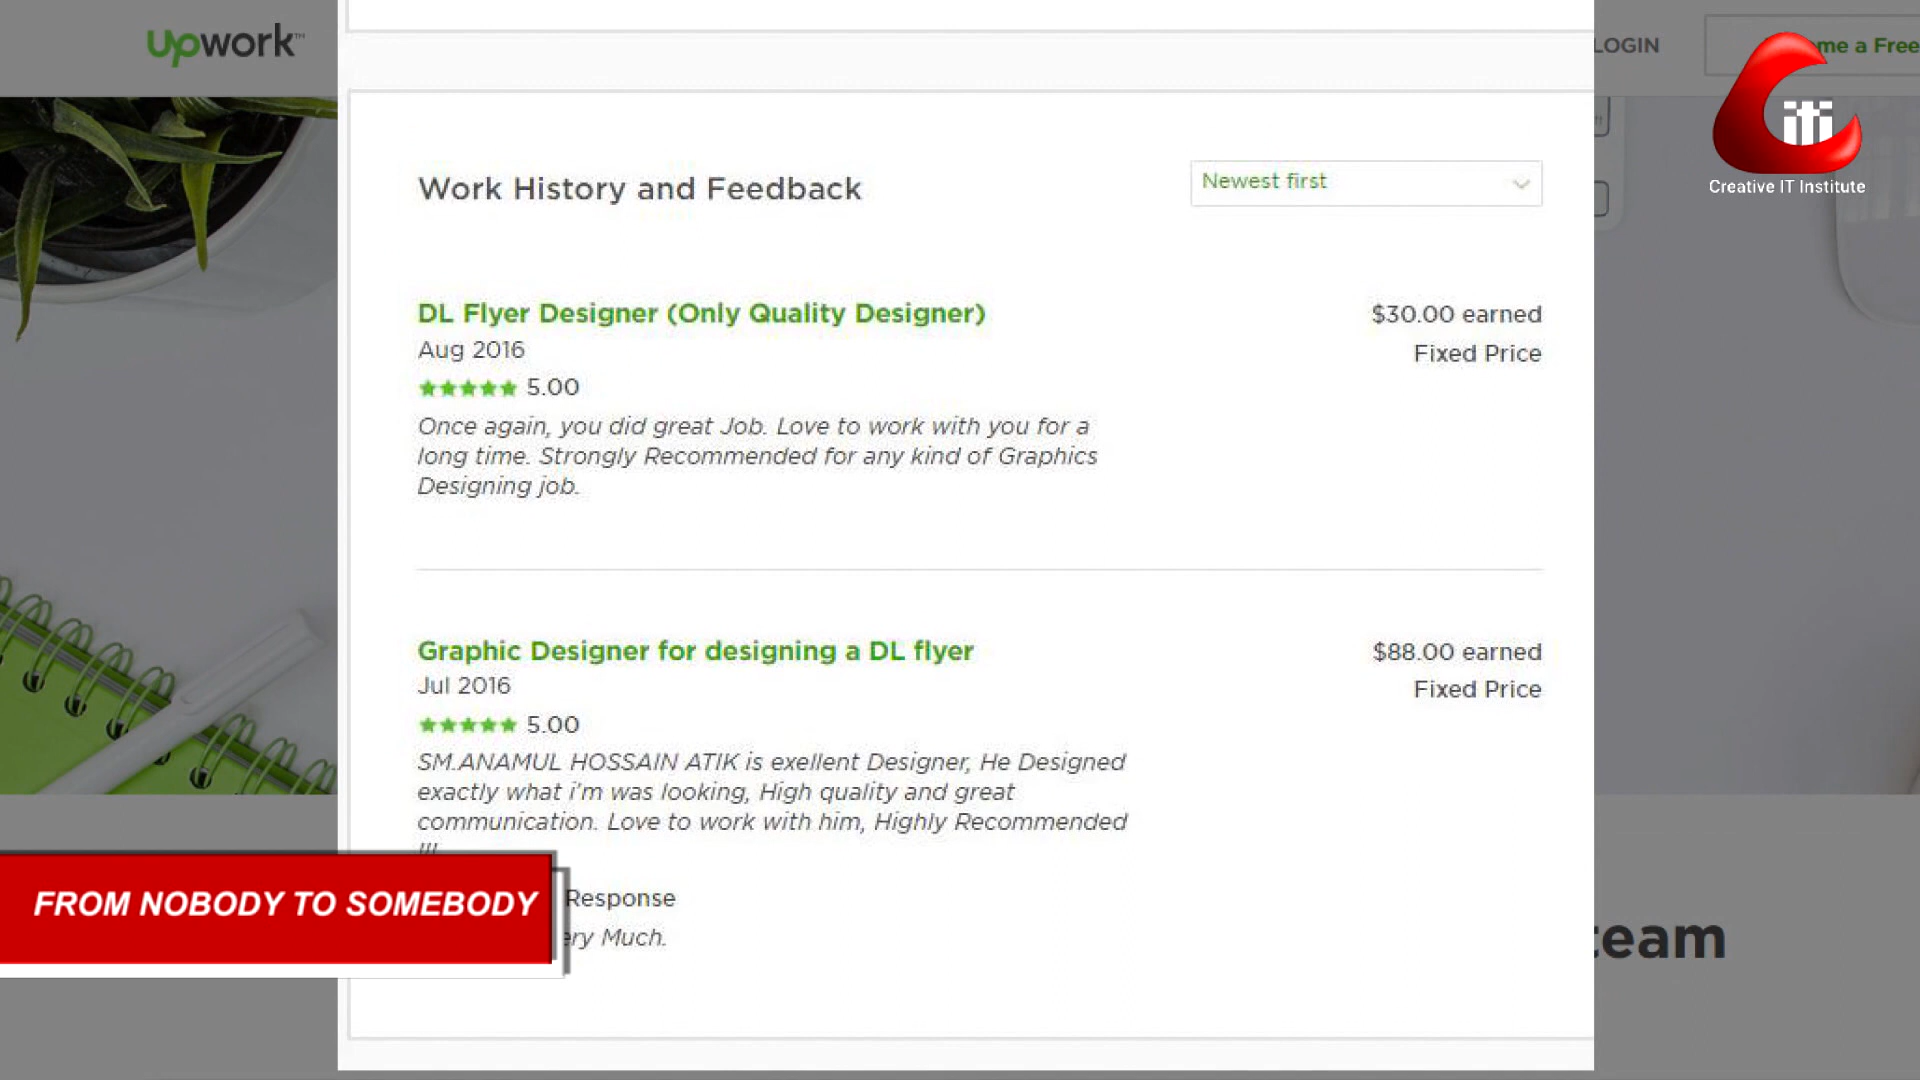 upwork™
LOGIN
me a Free
iti
Creative IT Institute
Work History and Feedback
Newest first
DL Flyer Designer (Only Quality Designer)
$30.00 earned
Aug 2016
Fixed Price
5.00
Once again, you did great Job. Love to work with you for a
long time. Strongly Recommended for any kind of Graphics
Designing job.
Graphic Designer for designing a DL flyer
$88.00 earned
Jul 2016
Fixed Price
5.00
SM.ANAMUL HOSSAIN ATIK is exellent Designer, He Designed
exactly what i'm was looking, High quality and great
communication. Love to work with him, Highly Recommended
!!!
FROM NOBODY TO SOMEBODY
Response
ery Much.
team